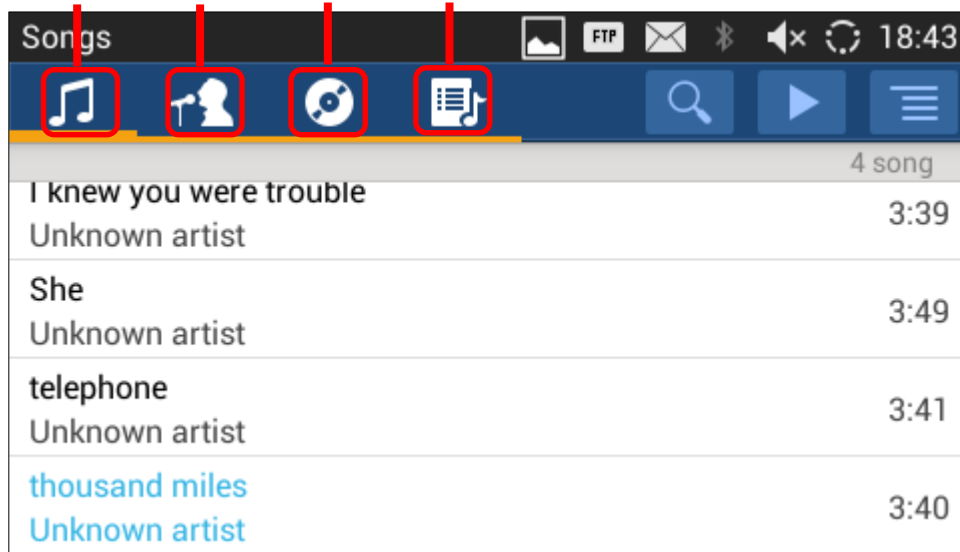 Songs FTP 18:43
4 song
I knew you were trouble
Unknown artist
3:39
She
Unknown artist
3:49
telephone
Unknown artist
3:41
thousand miles
Unknown artist
3:40